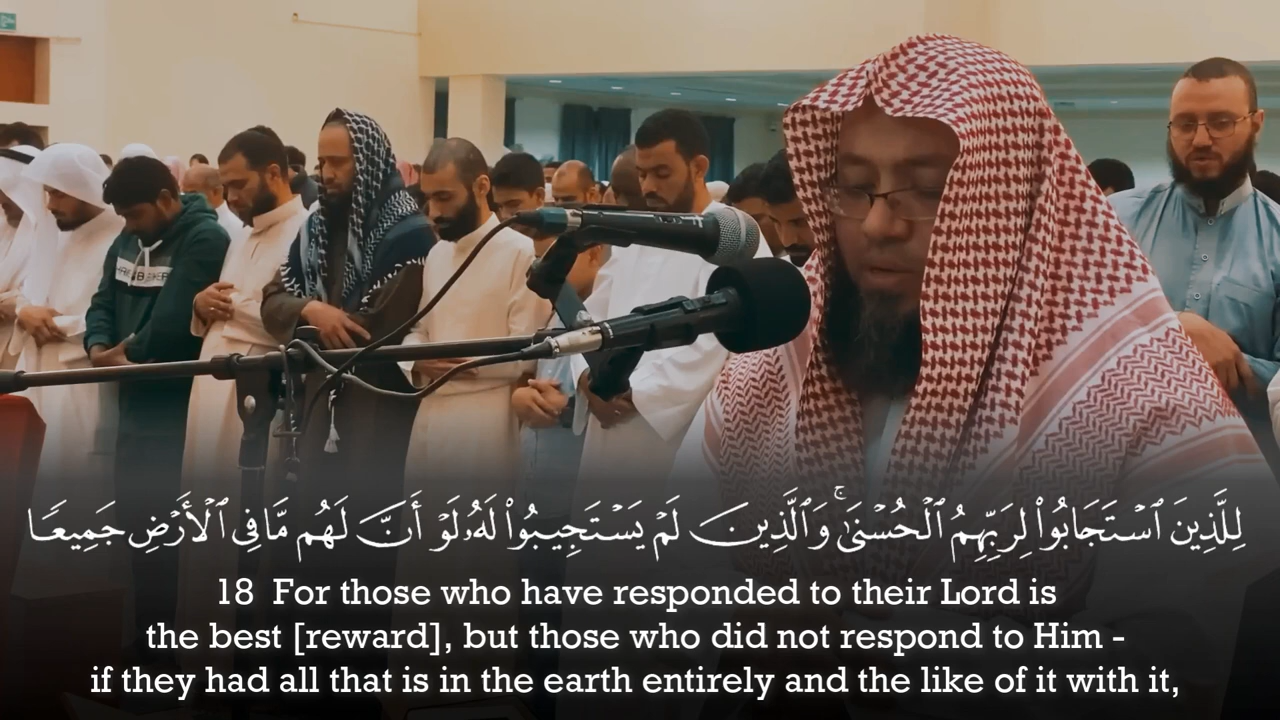 لِلَّذِينَ ٱسْتَجَابُوا۟ لِرَبِّهِمُ ٱلْحُسْنَىٰ ۚ وَٱلَّذِينَ لَمْ يَسْتَجِيبُوا۟ لَهُۥ لَوْ أَنَّ لَهُم مَّا فِى ٱلْأَرْضِ جَمِيعًا
18 For those who have responded to their Lord is
the best [reward], but those who did not respond to Him -
if they had all that is in the earth entirely and the like of it with it,